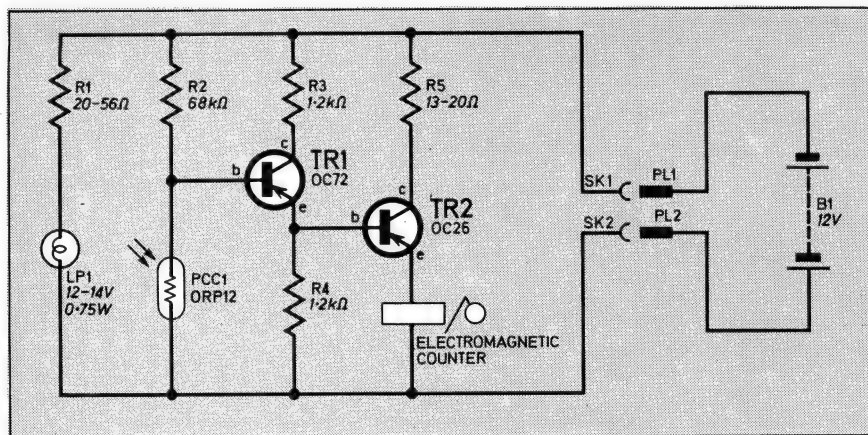 R1
20-56Ω
R2
68kΩ
R3
1·2kΩ
R5
13-20Ω
c
b
TR1
OC72
e
c
b
TR2
OC26
e
SK1
PL1
SK2
PL2
B1
12V
LP1
12-14V
0·75W
PCC1
ORP12
R4
1·2kΩ
ELECTROMAGNETIC
COUNTER